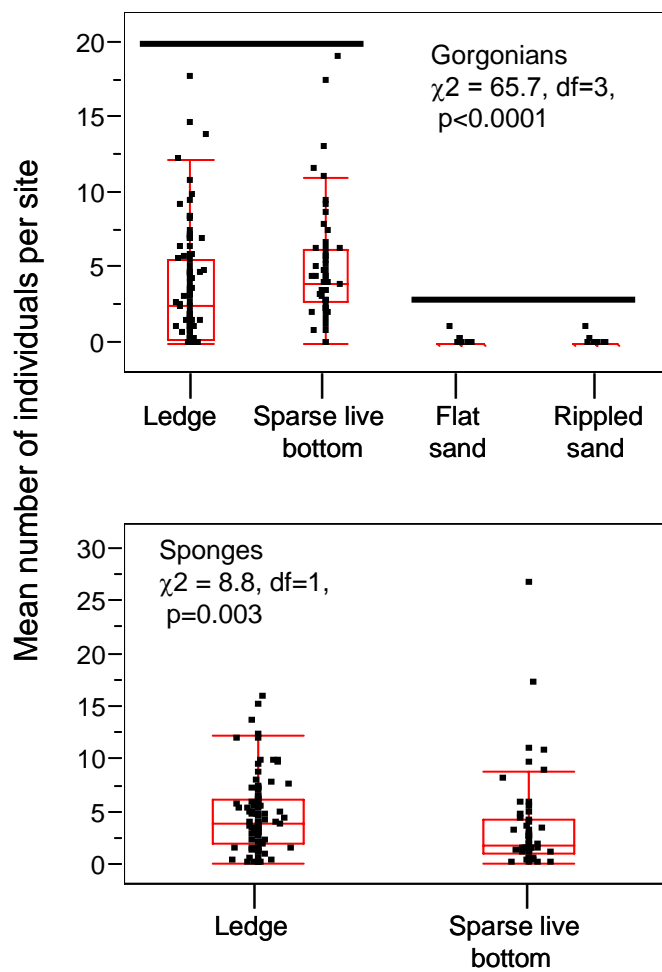 Mean number of individuals per site
20
15
10
5
0
Gorgonians
χ2 = 65.7, df=3,
p<0.0001
Ledge
Sparse live
bottom
Flat
sand
Rippled
sand
30
25
20
15
10
5
0
Sponges
χ2 = 8.8, df=1,
p=0.003
Ledge
Sparse live
bottom